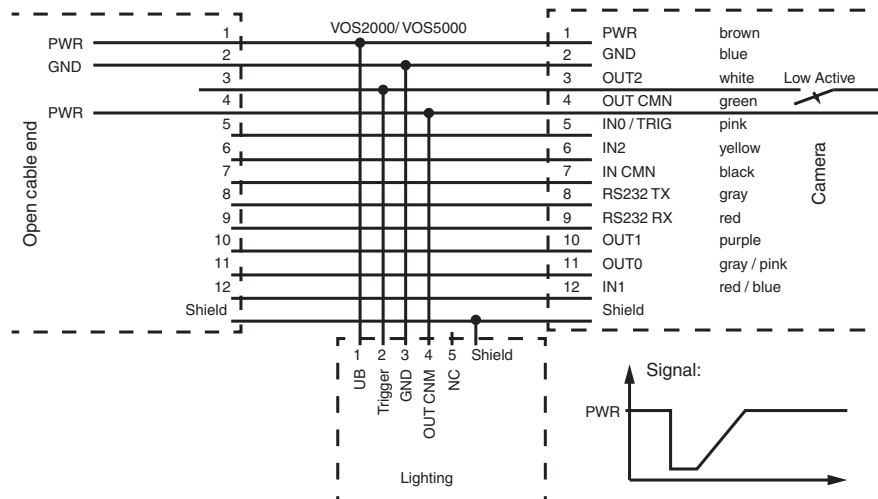 VOS2000/ VOS5000
PWR 1 1 PWR brown
GND 2 2 GND blue
3 3 OUT2 white Low Active
PWR 4 4 OUT CMN green
5 5 IN0 / TRIG pink
6 6 IN2 yellow
7 7 IN CMN black
8 8 RS232 TX gray
9 9 RS232 RX red
10 10 OUT1 purple
11 11 OUT0 gray / pink
12 12 IN1 red / blue
Shield Shield
Open cable end
Camera
1 2 3 4 5 Shield
UB
Trigger
GND
OUT CNM
NC
Lighting
Signal:
PWR